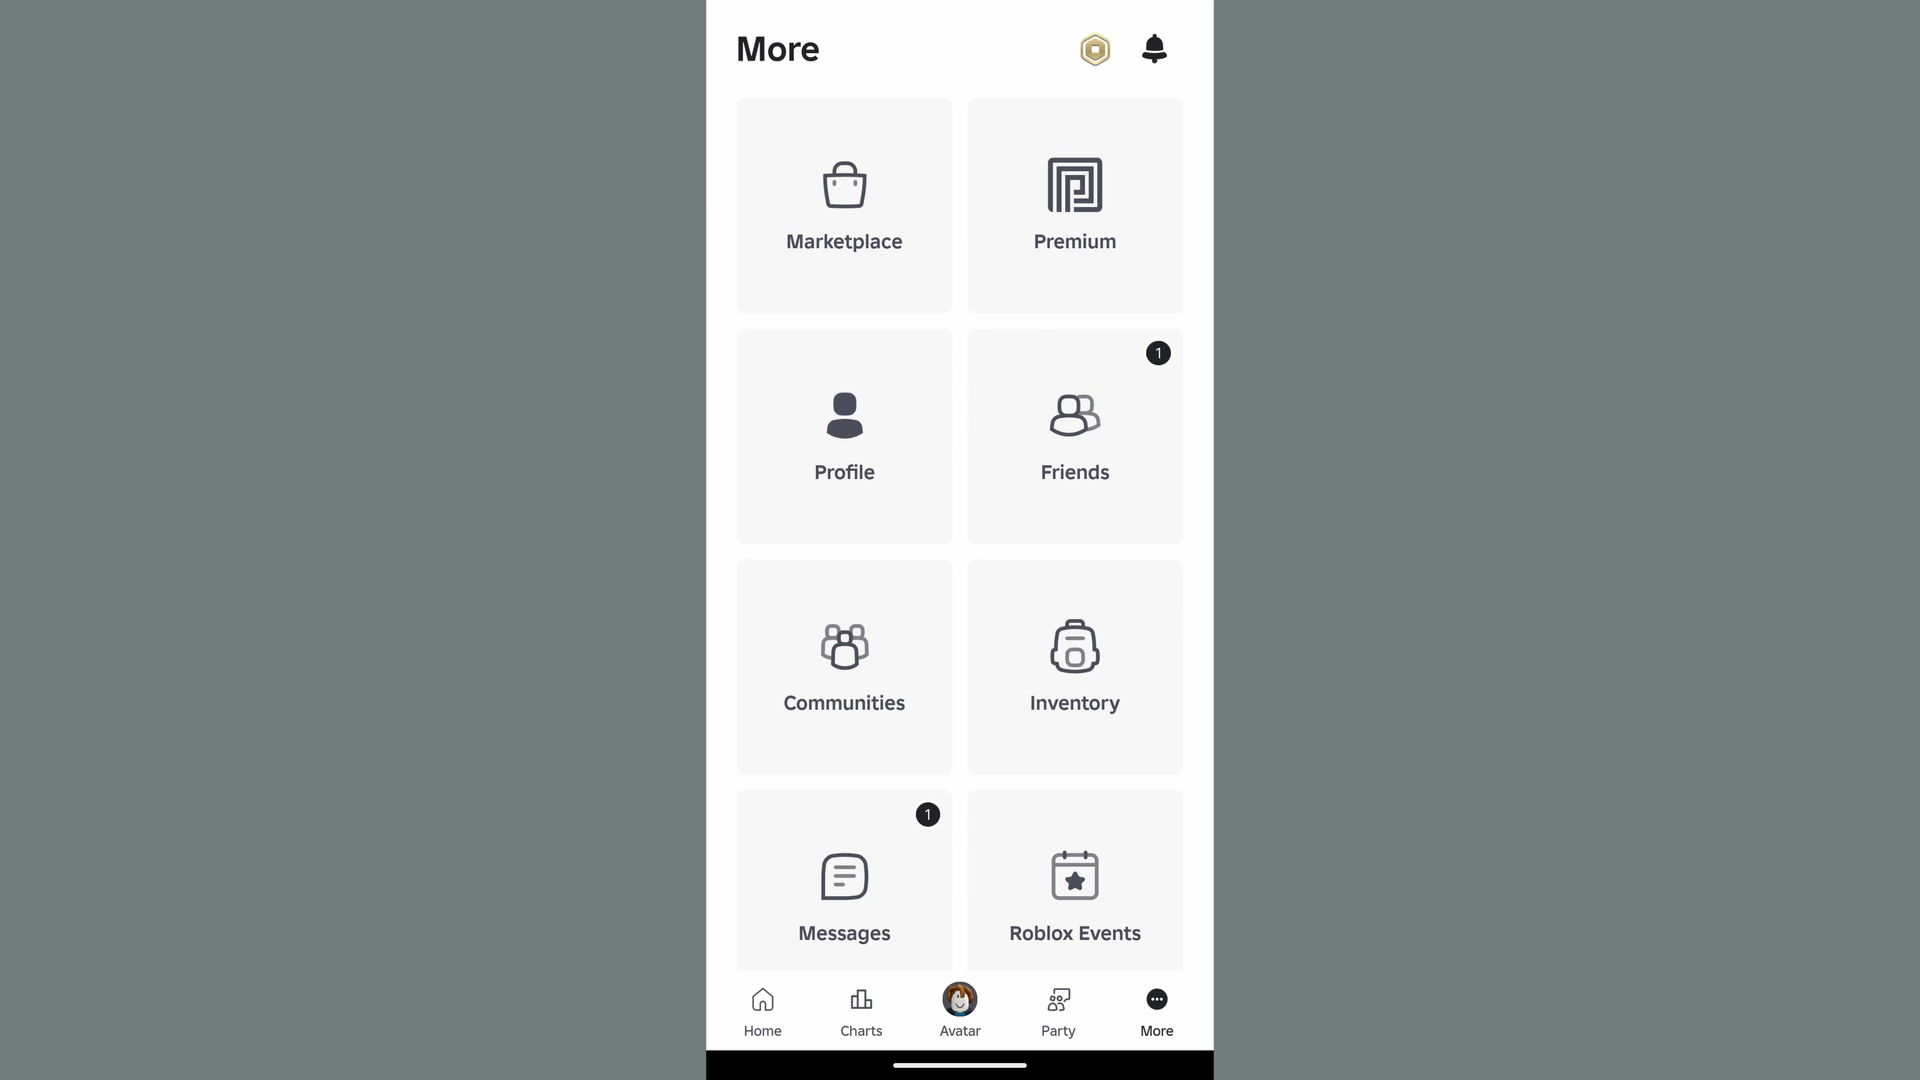 More
Marketplace
Premium
Profile
1
Friends
Communities
Inventory
1
Messages
Roblox Events
Home
Charts
Avatar
Party
More